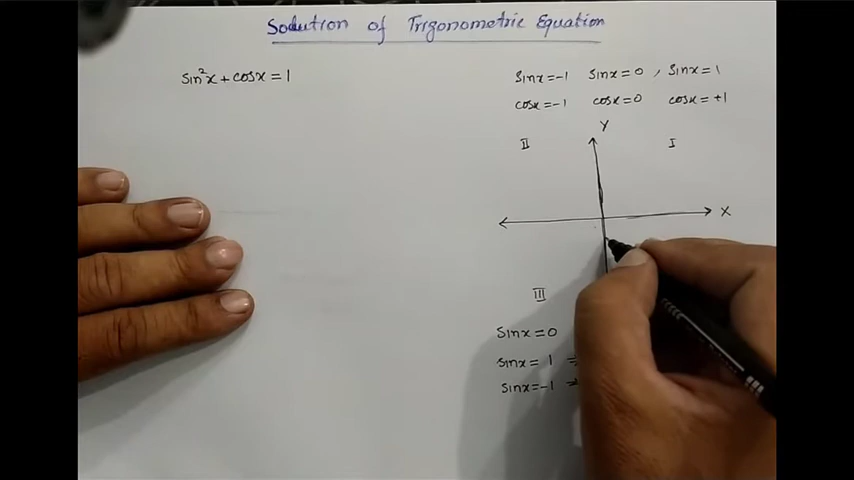 Solution of Trigonometric Equation
sin²x + cosx = 1
sinx = -1 sinx = 0 , sinx = 1
cosx = -1 cosx = 0 cosx = +1
Y
II I
X
III
sinx = 0
sinx = 1 =
sinx = -1 =